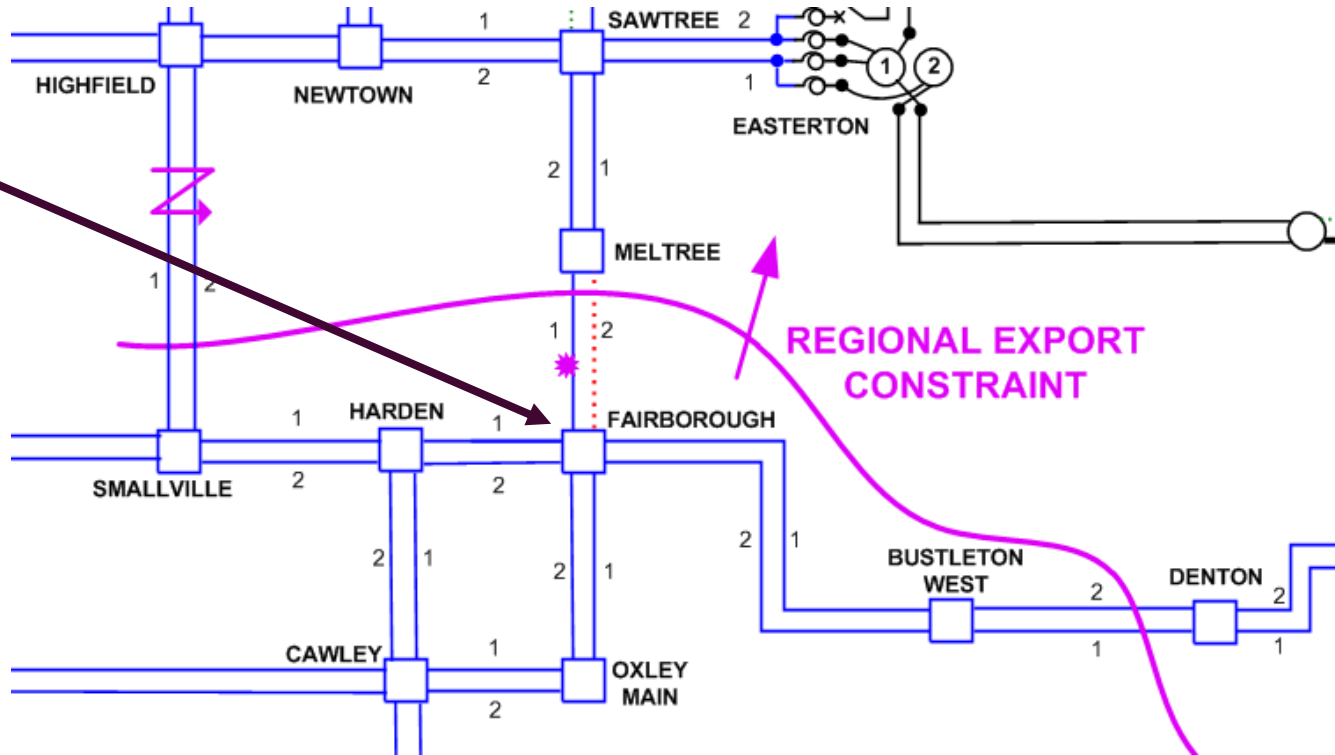 1
SAWTREE
2
HIGHFIELD
NEWTOWN
2
1
1
2
EASTERTON
2
1
MELTREE
1
2
1
2
REGIONAL EXPORT
CONSTRAINT
HARDEN
1
1
FAIRBOROUGH
SMALLVILLE
2
2
2
1
2
1
2
1
BUSTLETON
WEST
DENTON
2
2
1
1
CAWLEY
1
OXLEY
MAIN
2